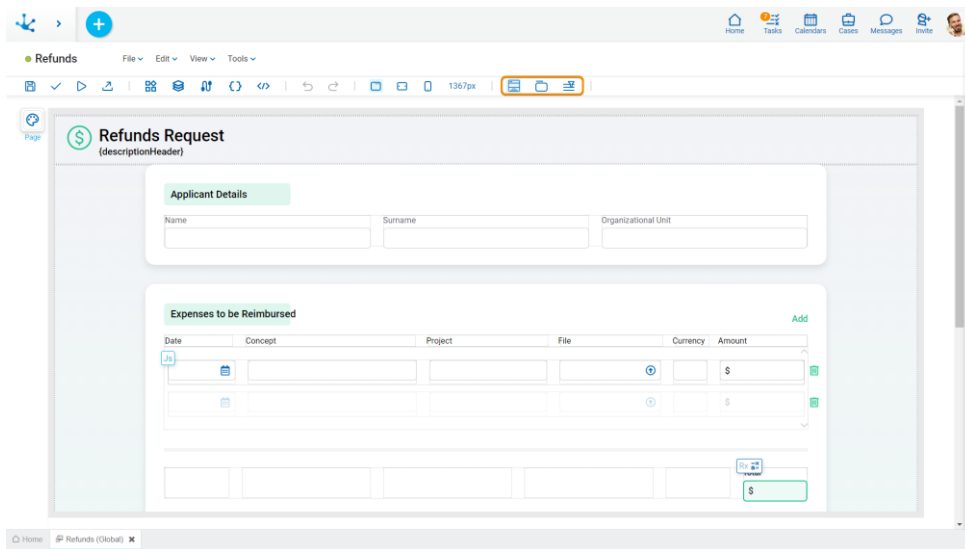 7
Home Tasks Calendars Cases Messages Invite
Refunds File Edit View Tools
1367px
Page
$ Refunds Request
{descriptionHeader}
Applicant Details
Name Surname Organizational Unit
Expenses to be Reimbursed
Add
Date Concept Project File Currency Amount
Js
$
$
Rx
Total
$
Home Refunds (Global)